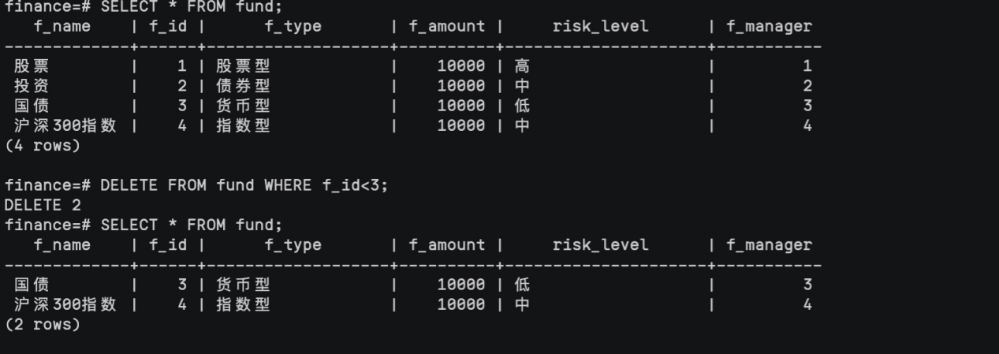 finance=# SELECT * FROM fund;
   f_name    | f_id |      f_type       | f_amount |     risk_level      | f_manager
-------------+------+-------------------+----------+---------------------+-----------
 股票        |    1 | 股票型            |    10000 | 高                  |         1
 投资        |    2 | 债券型            |    10000 | 中                  |         2
 国债        |    3 | 货币型            |    10000 | 低                  |         3
 沪深300指数 |    4 | 指数型            |    10000 | 中                  |         4
(4 rows)
finance=# DELETE FROM fund WHERE f_id<3;
DELETE 2
finance=# SELECT * FROM fund;
   f_name    | f_id |      f_type       | f_amount |     risk_level      | f_manager
-------------+------+-------------------+----------+---------------------+-----------
 国债        |    3 | 货币型            |    10000 | 低                  |         3
 沪深300指数 |    4 | 指数型            |    10000 | 中                  |         4
(2 rows)